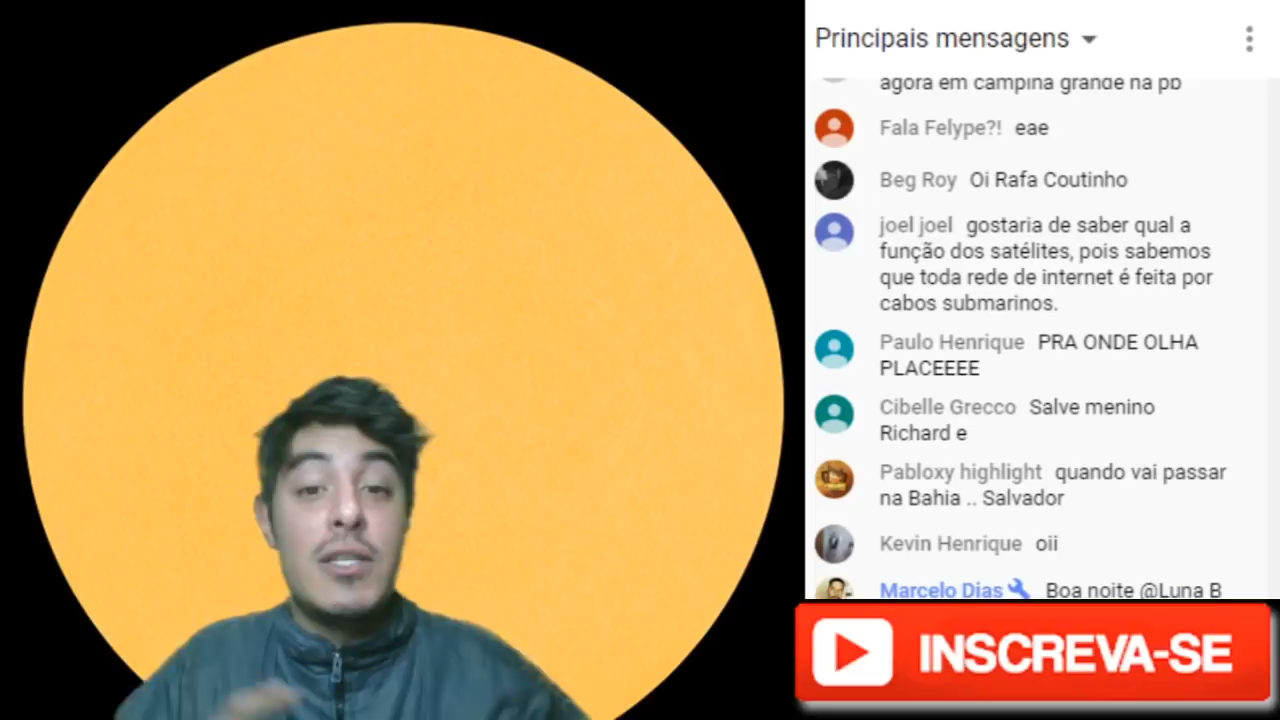 Principais mensagens
agora em campina grande na pb
Fala Felype?! eae
Beg Roy Oi Rafa Coutinho
joel joel gostaria de saber qual a
função dos satélites, pois sabemos
que toda rede de internet é feita por
cabos submarinos.
Paulo Henrique PRA ONDE OLHA
PLACEEEE
Cibelle Grecco Salve menino
Richard e
Pabloxy highlight quando vai passar
na Bahia .. Salvador
Kevin Henrique oii
Marcelo Dias Boa noite @Luna B
INSCREVA-SE